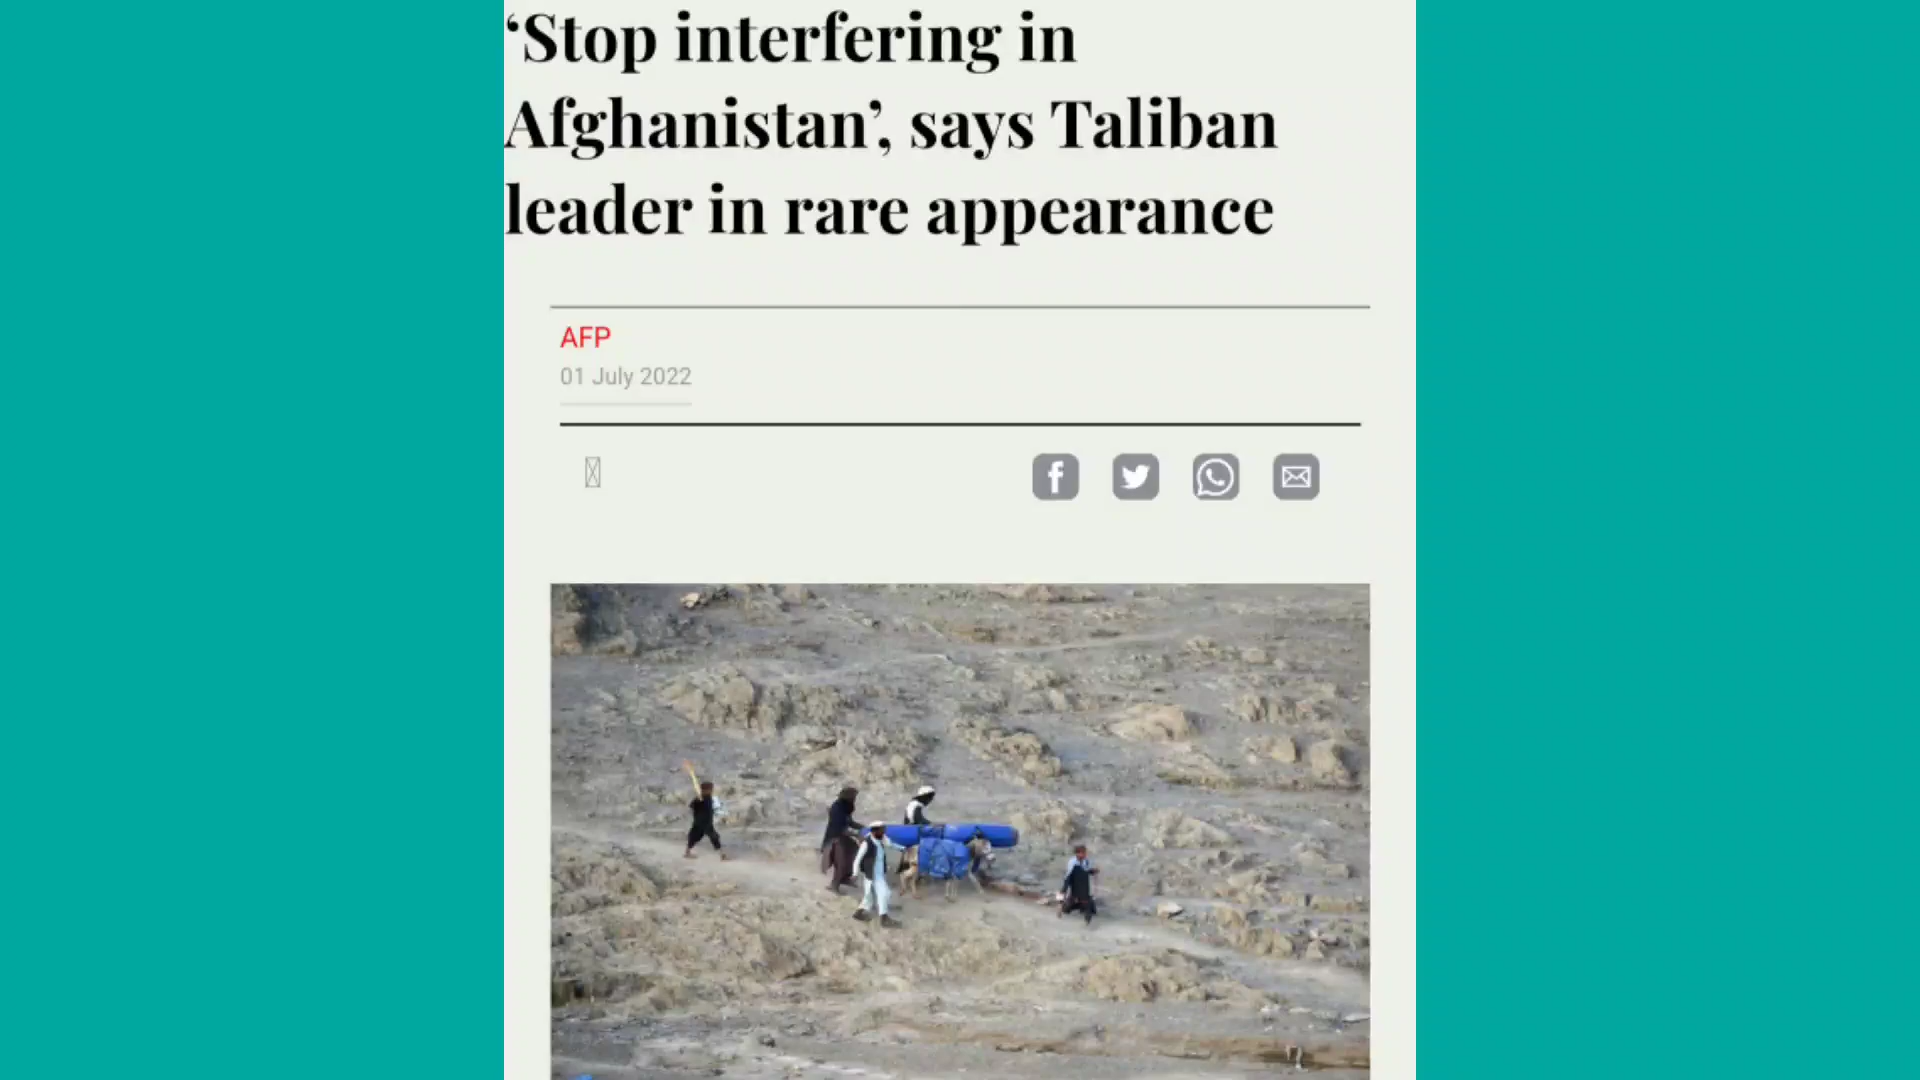 ‘Stop interfering in
Afghanistan’, says Taliban
leader in rare appearance
AFP
01 July 2022